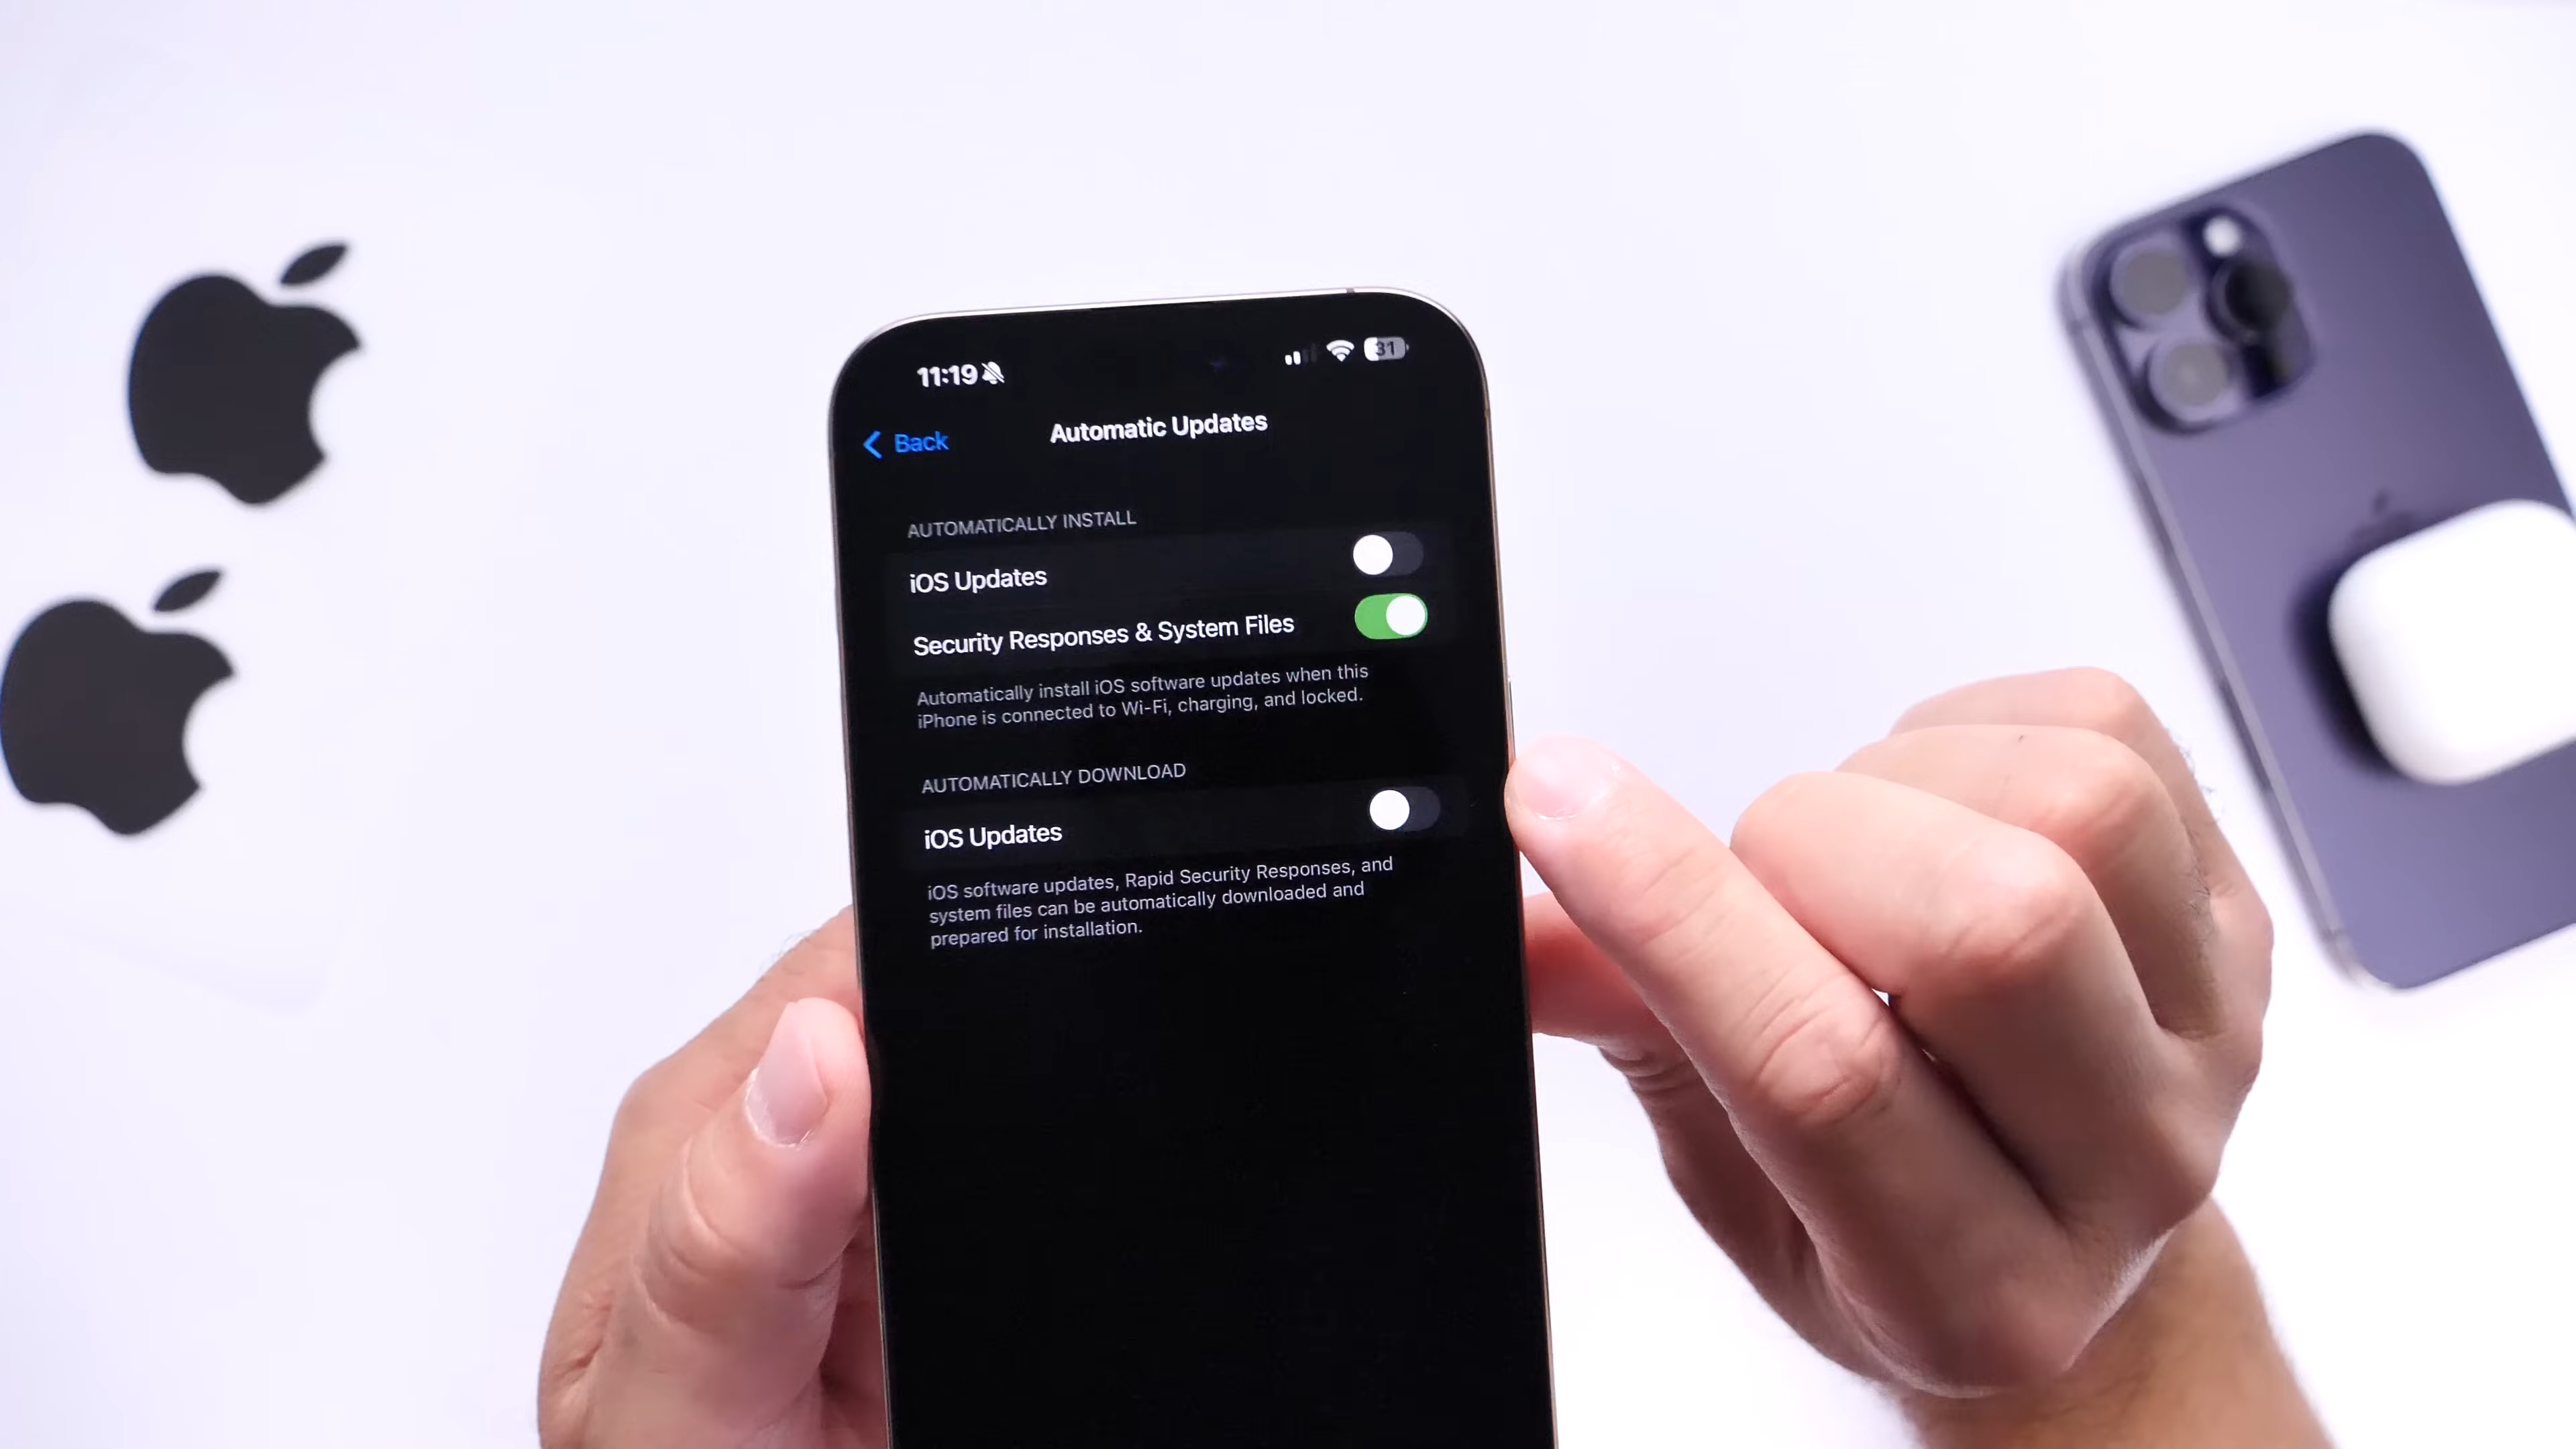 11:19
31
Back
Automatic Updates
AUTOMATICALLY INSTALL
iOS Updates
Security Responses & System Files
Automatically install iOS software updates when this
iPhone is connected to Wi-Fi, charging, and locked.
AUTOMATICALLY DOWNLOAD
iOS Updates
iOS software updates, Rapid Security Responses, and
system files can be automatically downloaded and
prepared for installation.